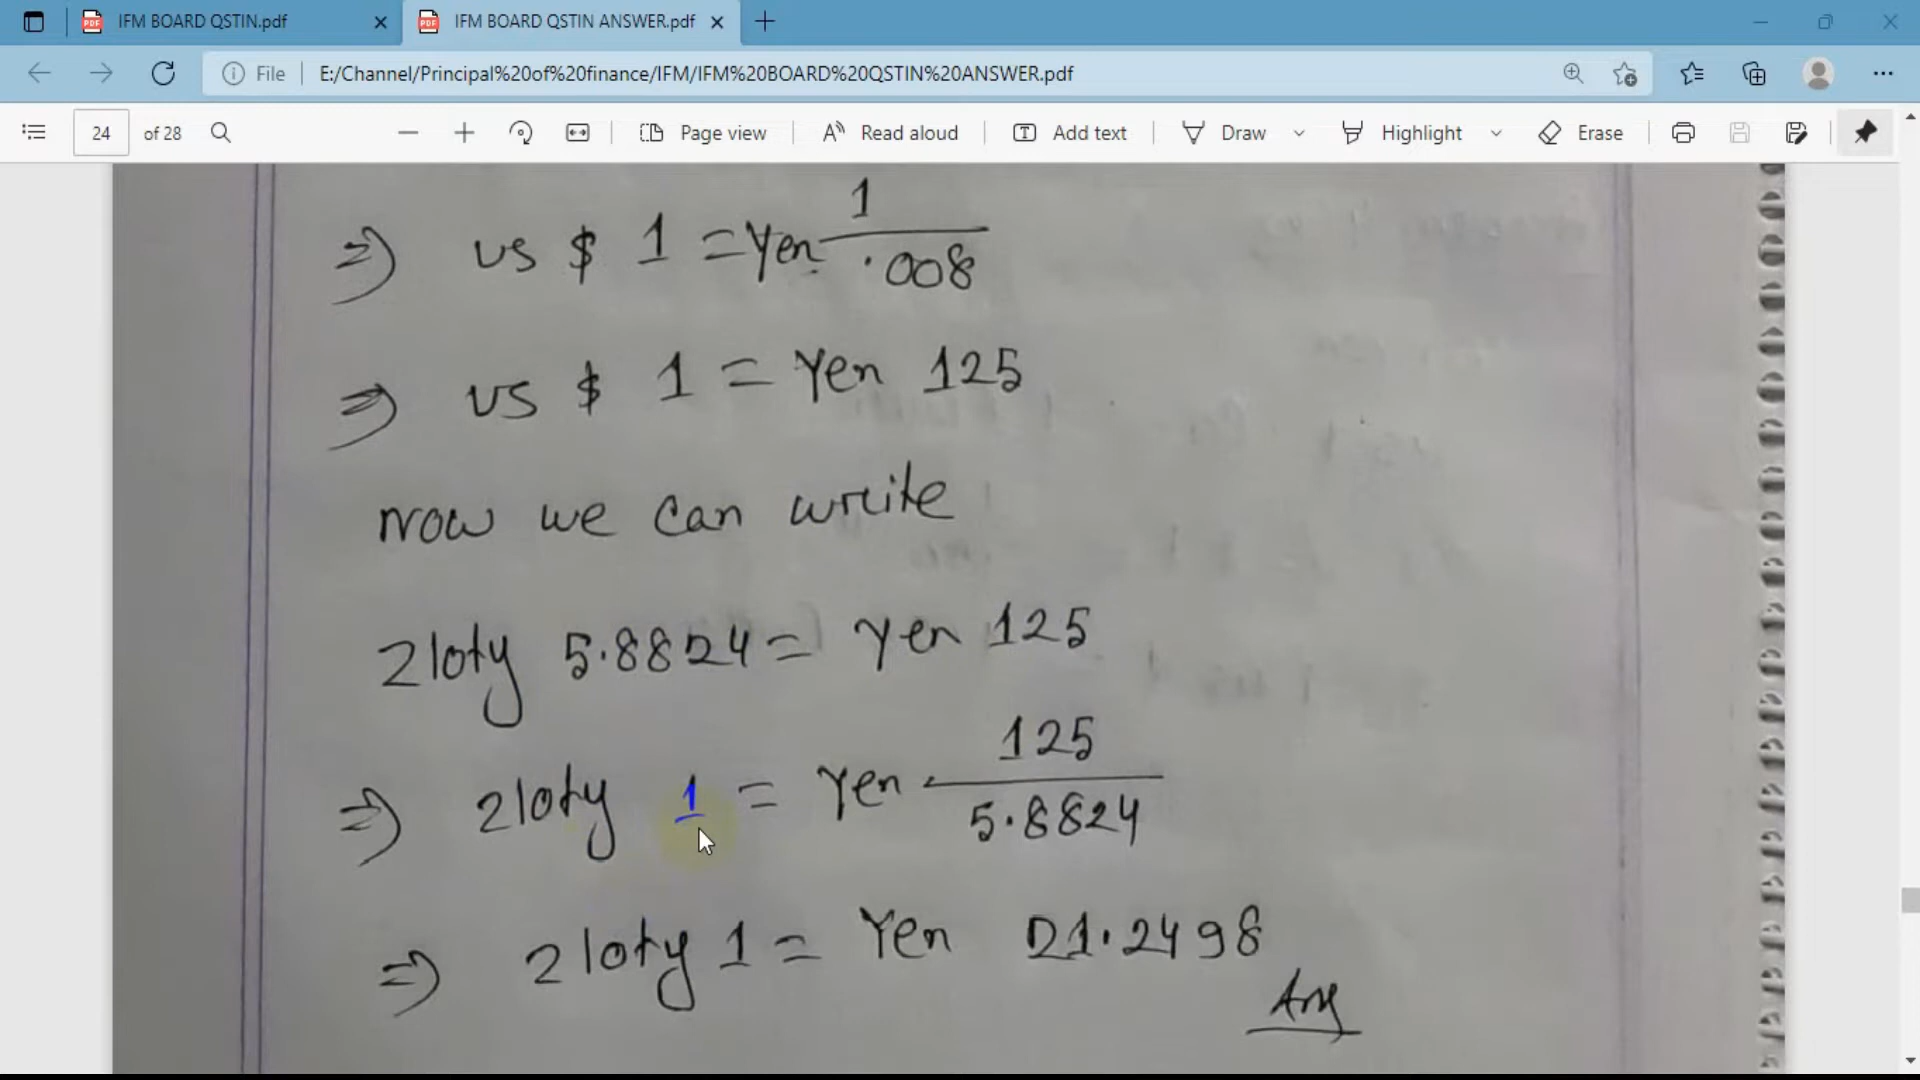 IFM BOARD QSTIN.pdf
IFM BOARD QSTIN ANSWER.pdf
File E:/Channel/Principal%20of%20finance/IFM/IFM%20BOARD%20QSTIN%20ANSWER.pdf
24 of 28 Page view Read aloud Add text Draw Highlight Erase
⇒ US $ 1 = Yen 1/.008
⇒ US $ 1 = Yen 125
Now we can write
Zloty 5.8824 = Yen 125
⇒ Zloty 1 = Yen 125/5.8824
⇒ Zloty 1 = Yen 21.2498
Ans